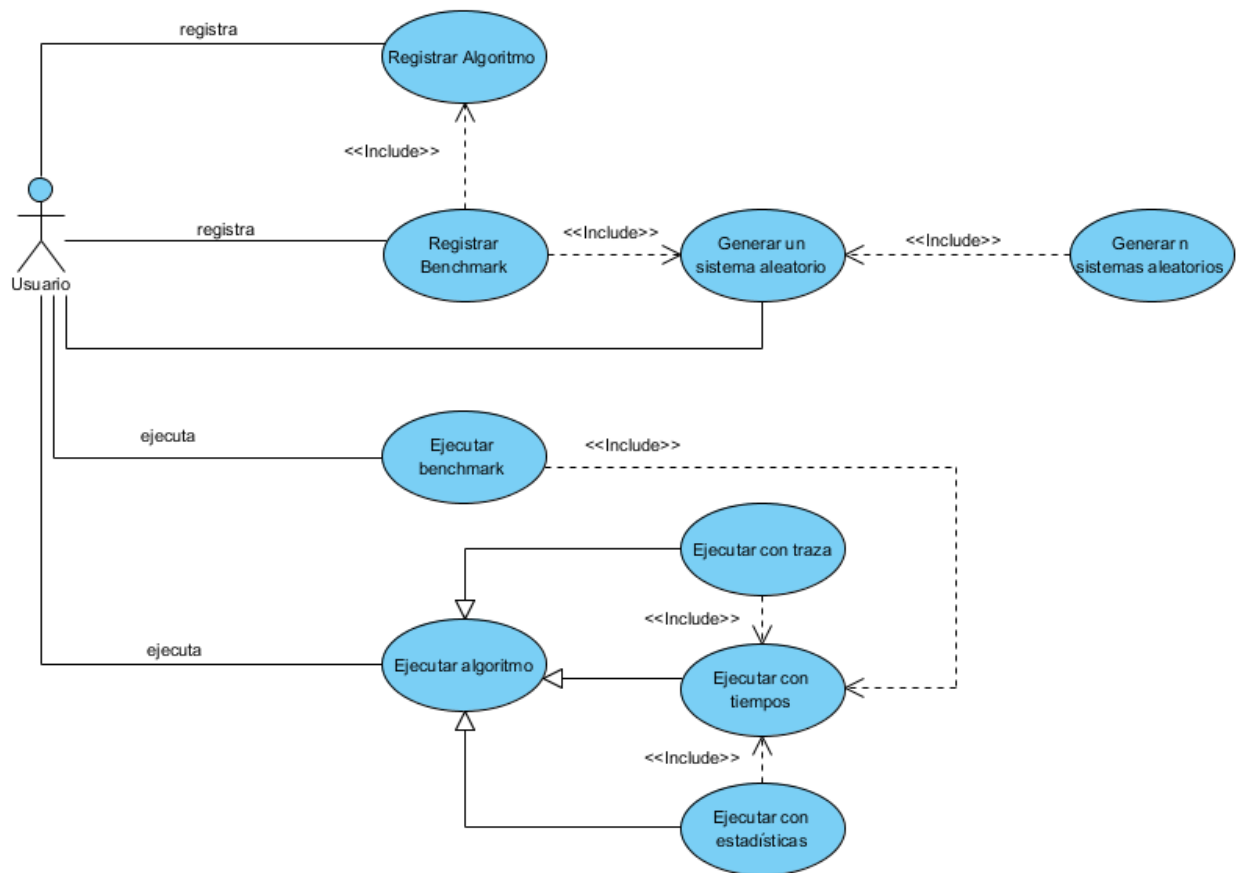 registra
Registrar Algoritmo
<<Include>>
Usuario
registra
Registrar
Benchmark
<<Include>>
Generar un
sistema aleatorio
<<Include>>
Generar n
sistemas aleatorios
ejecuta
Ejecutar
benchmark
<<Include>>
Ejecutar con traza
<<Include>>
ejecuta
Ejecutar algoritmo
Ejecutar con
tiempos
<<Include>>
Ejecutar con
estadísticas